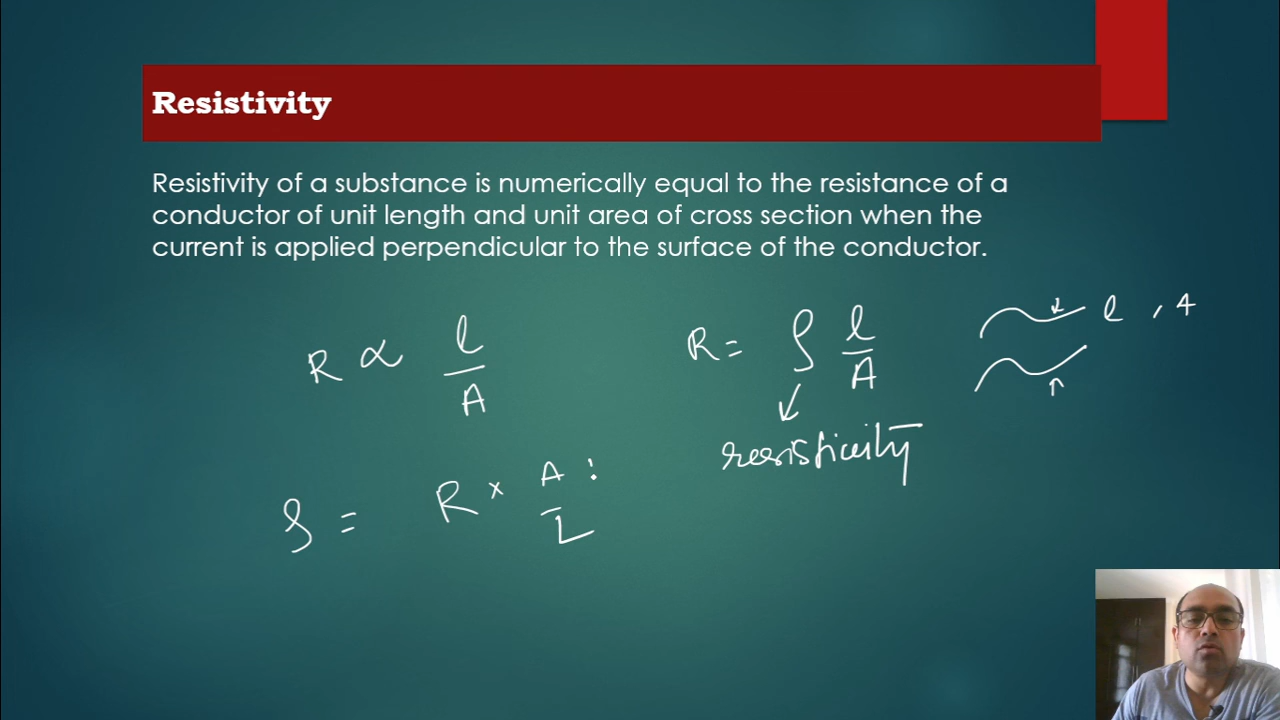 Resistivity
Resistivity of a substance is numerically equal to the resistance of a
conductor of unit length and unit area of cross section when the
current is applied perpendicular to the surface of the conductor.
R ∝ l/A
R = ρ l/A
l , A
resistivity
ρ = R × A/L